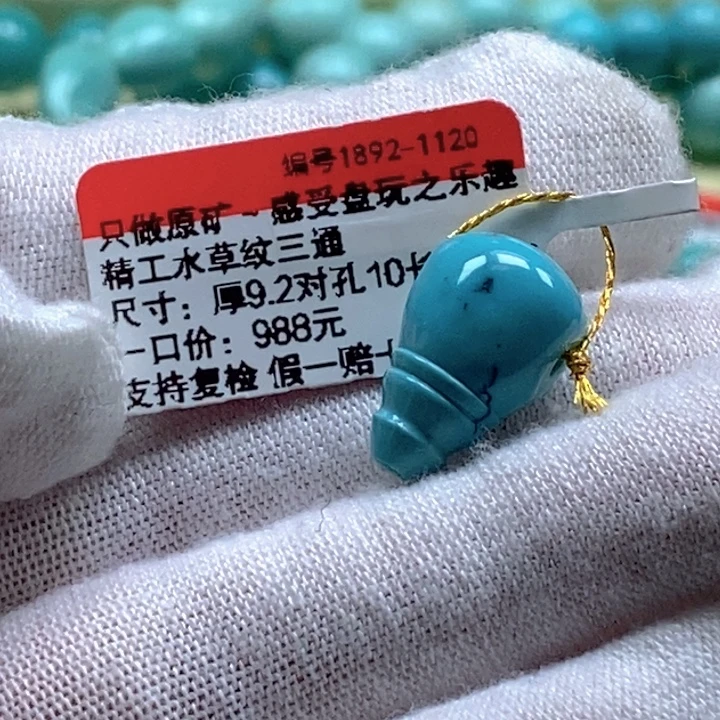 编号1892-1120
只做原矿~感受盘玩之乐趣
精工水草纹三通
尺寸：厚9.2对孔10
一口价：988元
支持复检 假一赔